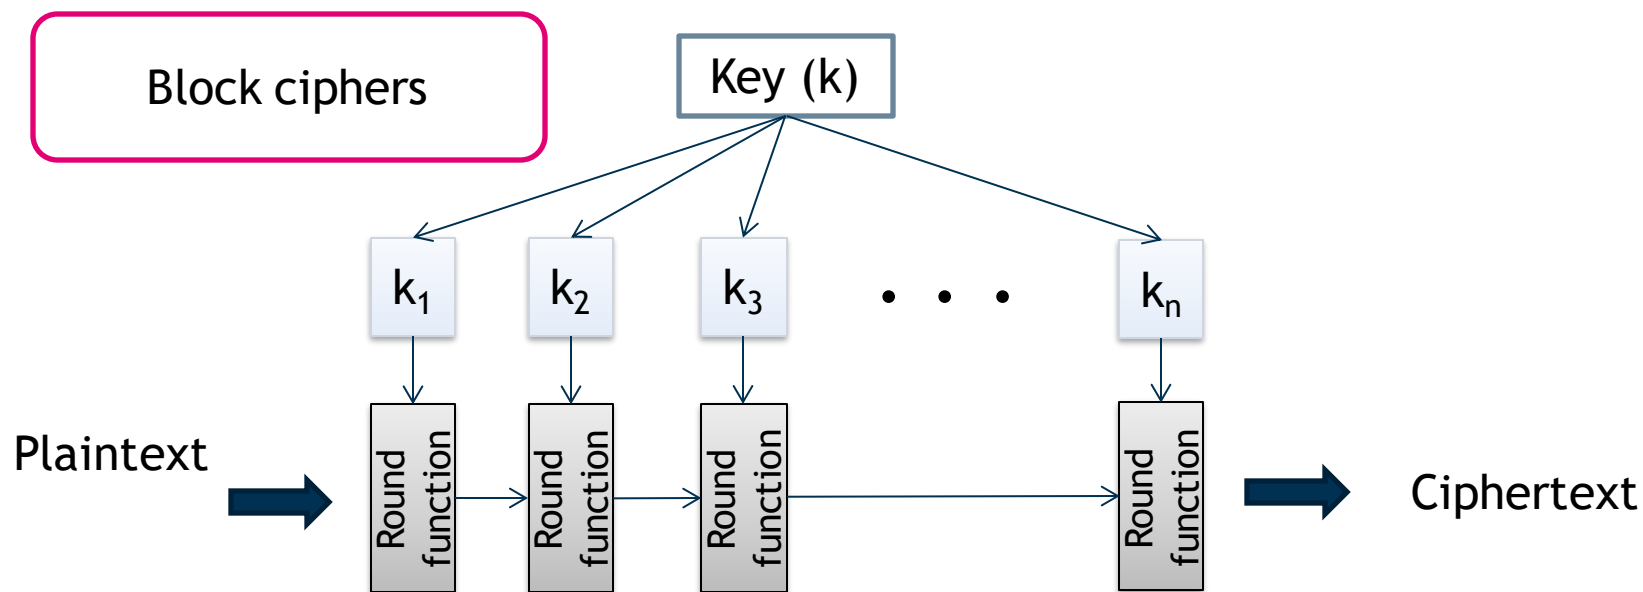 Block ciphers
Key (k)
k₁
k₂
k₃
. . .
kₙ
Plaintext
Round
function
Round
function
Round
function
Round
function
Ciphertext